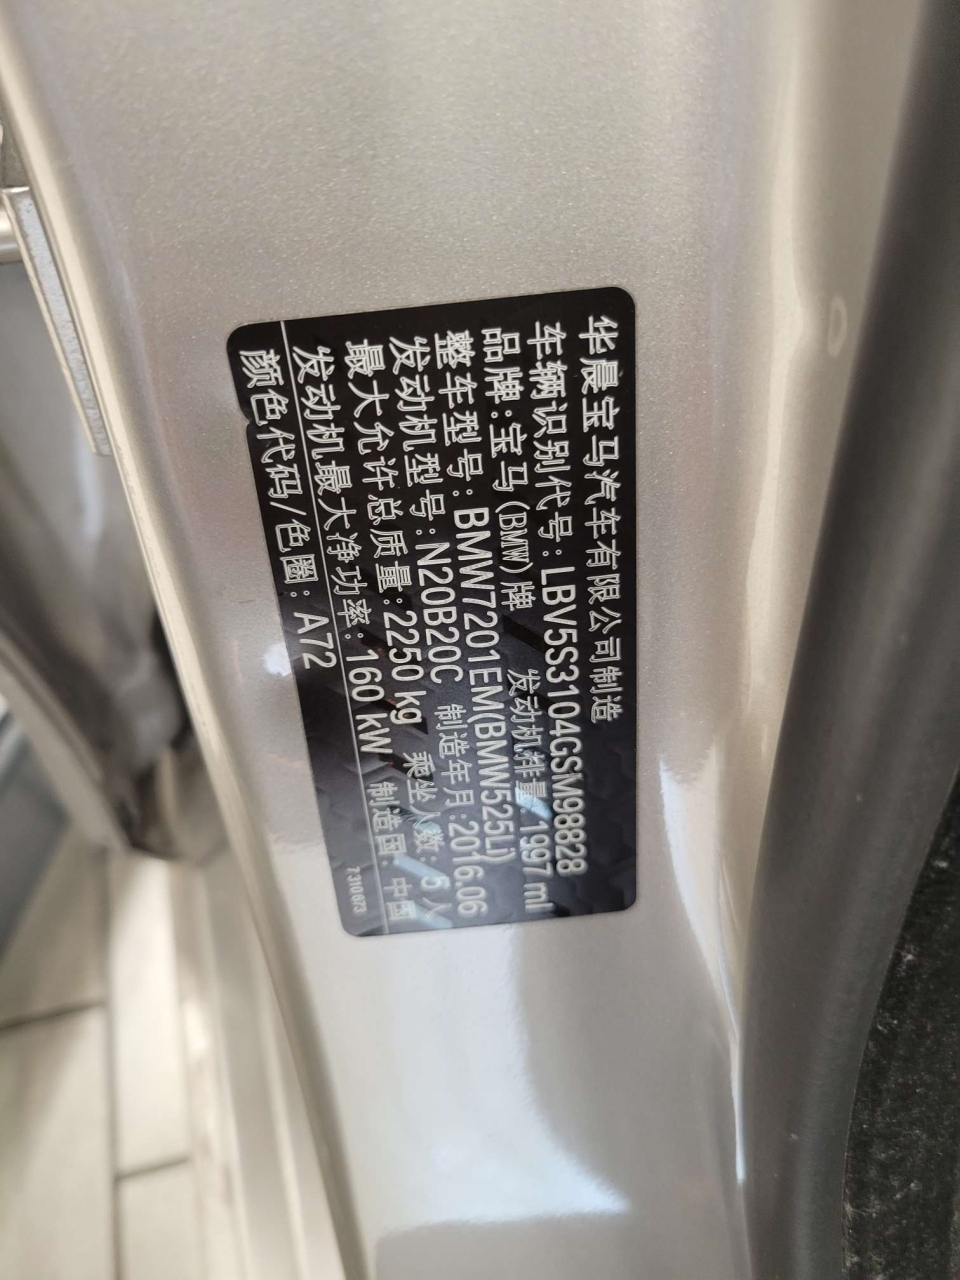 华晨宝马汽车有限公司制造
车辆识别代号:LBV5S3104GSM98828
品牌:宝马(BMW)牌 发动机排量:1997 ml
整车型号:BMW7201EM(BMW525Li)
发动机型号:N20B20C 制造年月:2016.06
最大允许总质量:2250 kg 乘坐人数:5人
发动机最大净功率:160 kW 制造国:中国
颜色代码/色圈:A72
7310073